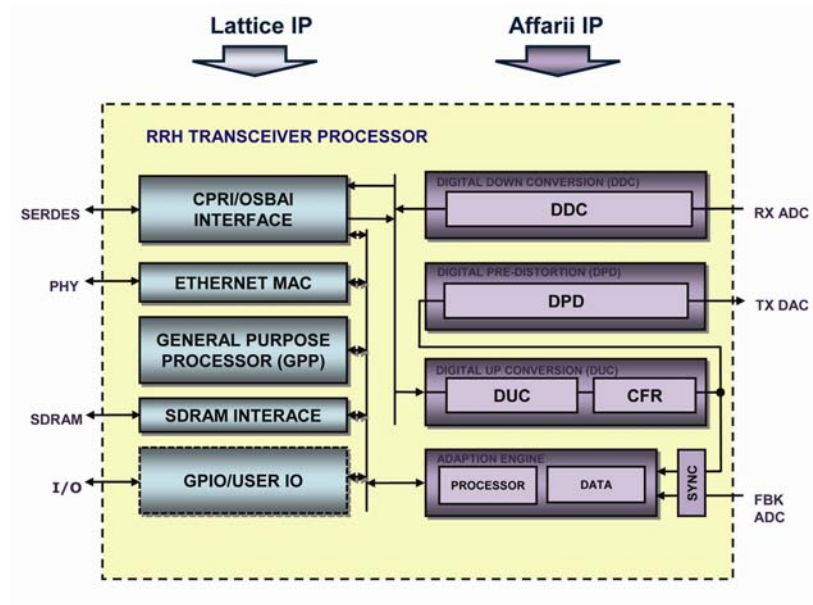 Lattice IP
Affarii IP
RRH TRANSCEIVER PROCESSOR
SERDES
CPRI/OSBAI
INTERFACE
DIGITAL DOWN CONVERSION (DDC)
DDC
RX ADC
PHY
ETHERNET MAC
DIGITAL PRE-DISTORTION (DPD)
DPD
TX DAC
GENERAL PURPOSE
PROCESSOR (GPP)
DIGITAL UP CONVERSION (DUC)
DUC
CFR
SDRAM
SDRAM INTERACE
I/O
GPIO/USER IO
ADAPTION ENGINE
PROCESSOR
DATA
SYNC
FBK
ADC